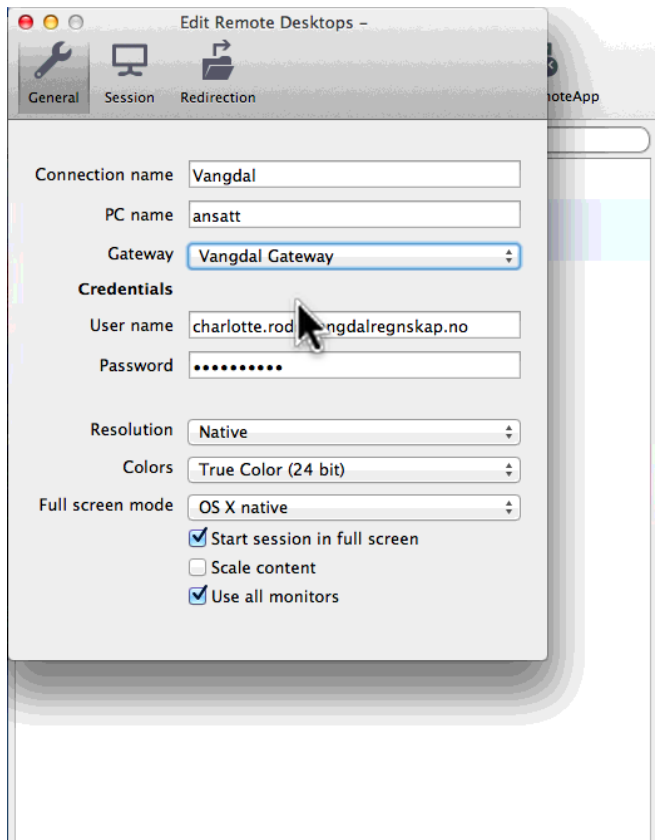 Edit Remote Desktops –
General Session Redirection
Connection name Vangdal
PC name ansatt
Gateway Vangdal Gateway
Credentials
User name
Password ••••••••••
Resolution Native
Colors True Color (24 bit)
Full screen mode OS X native
Start session in full screen
Scale content
Use all monitors